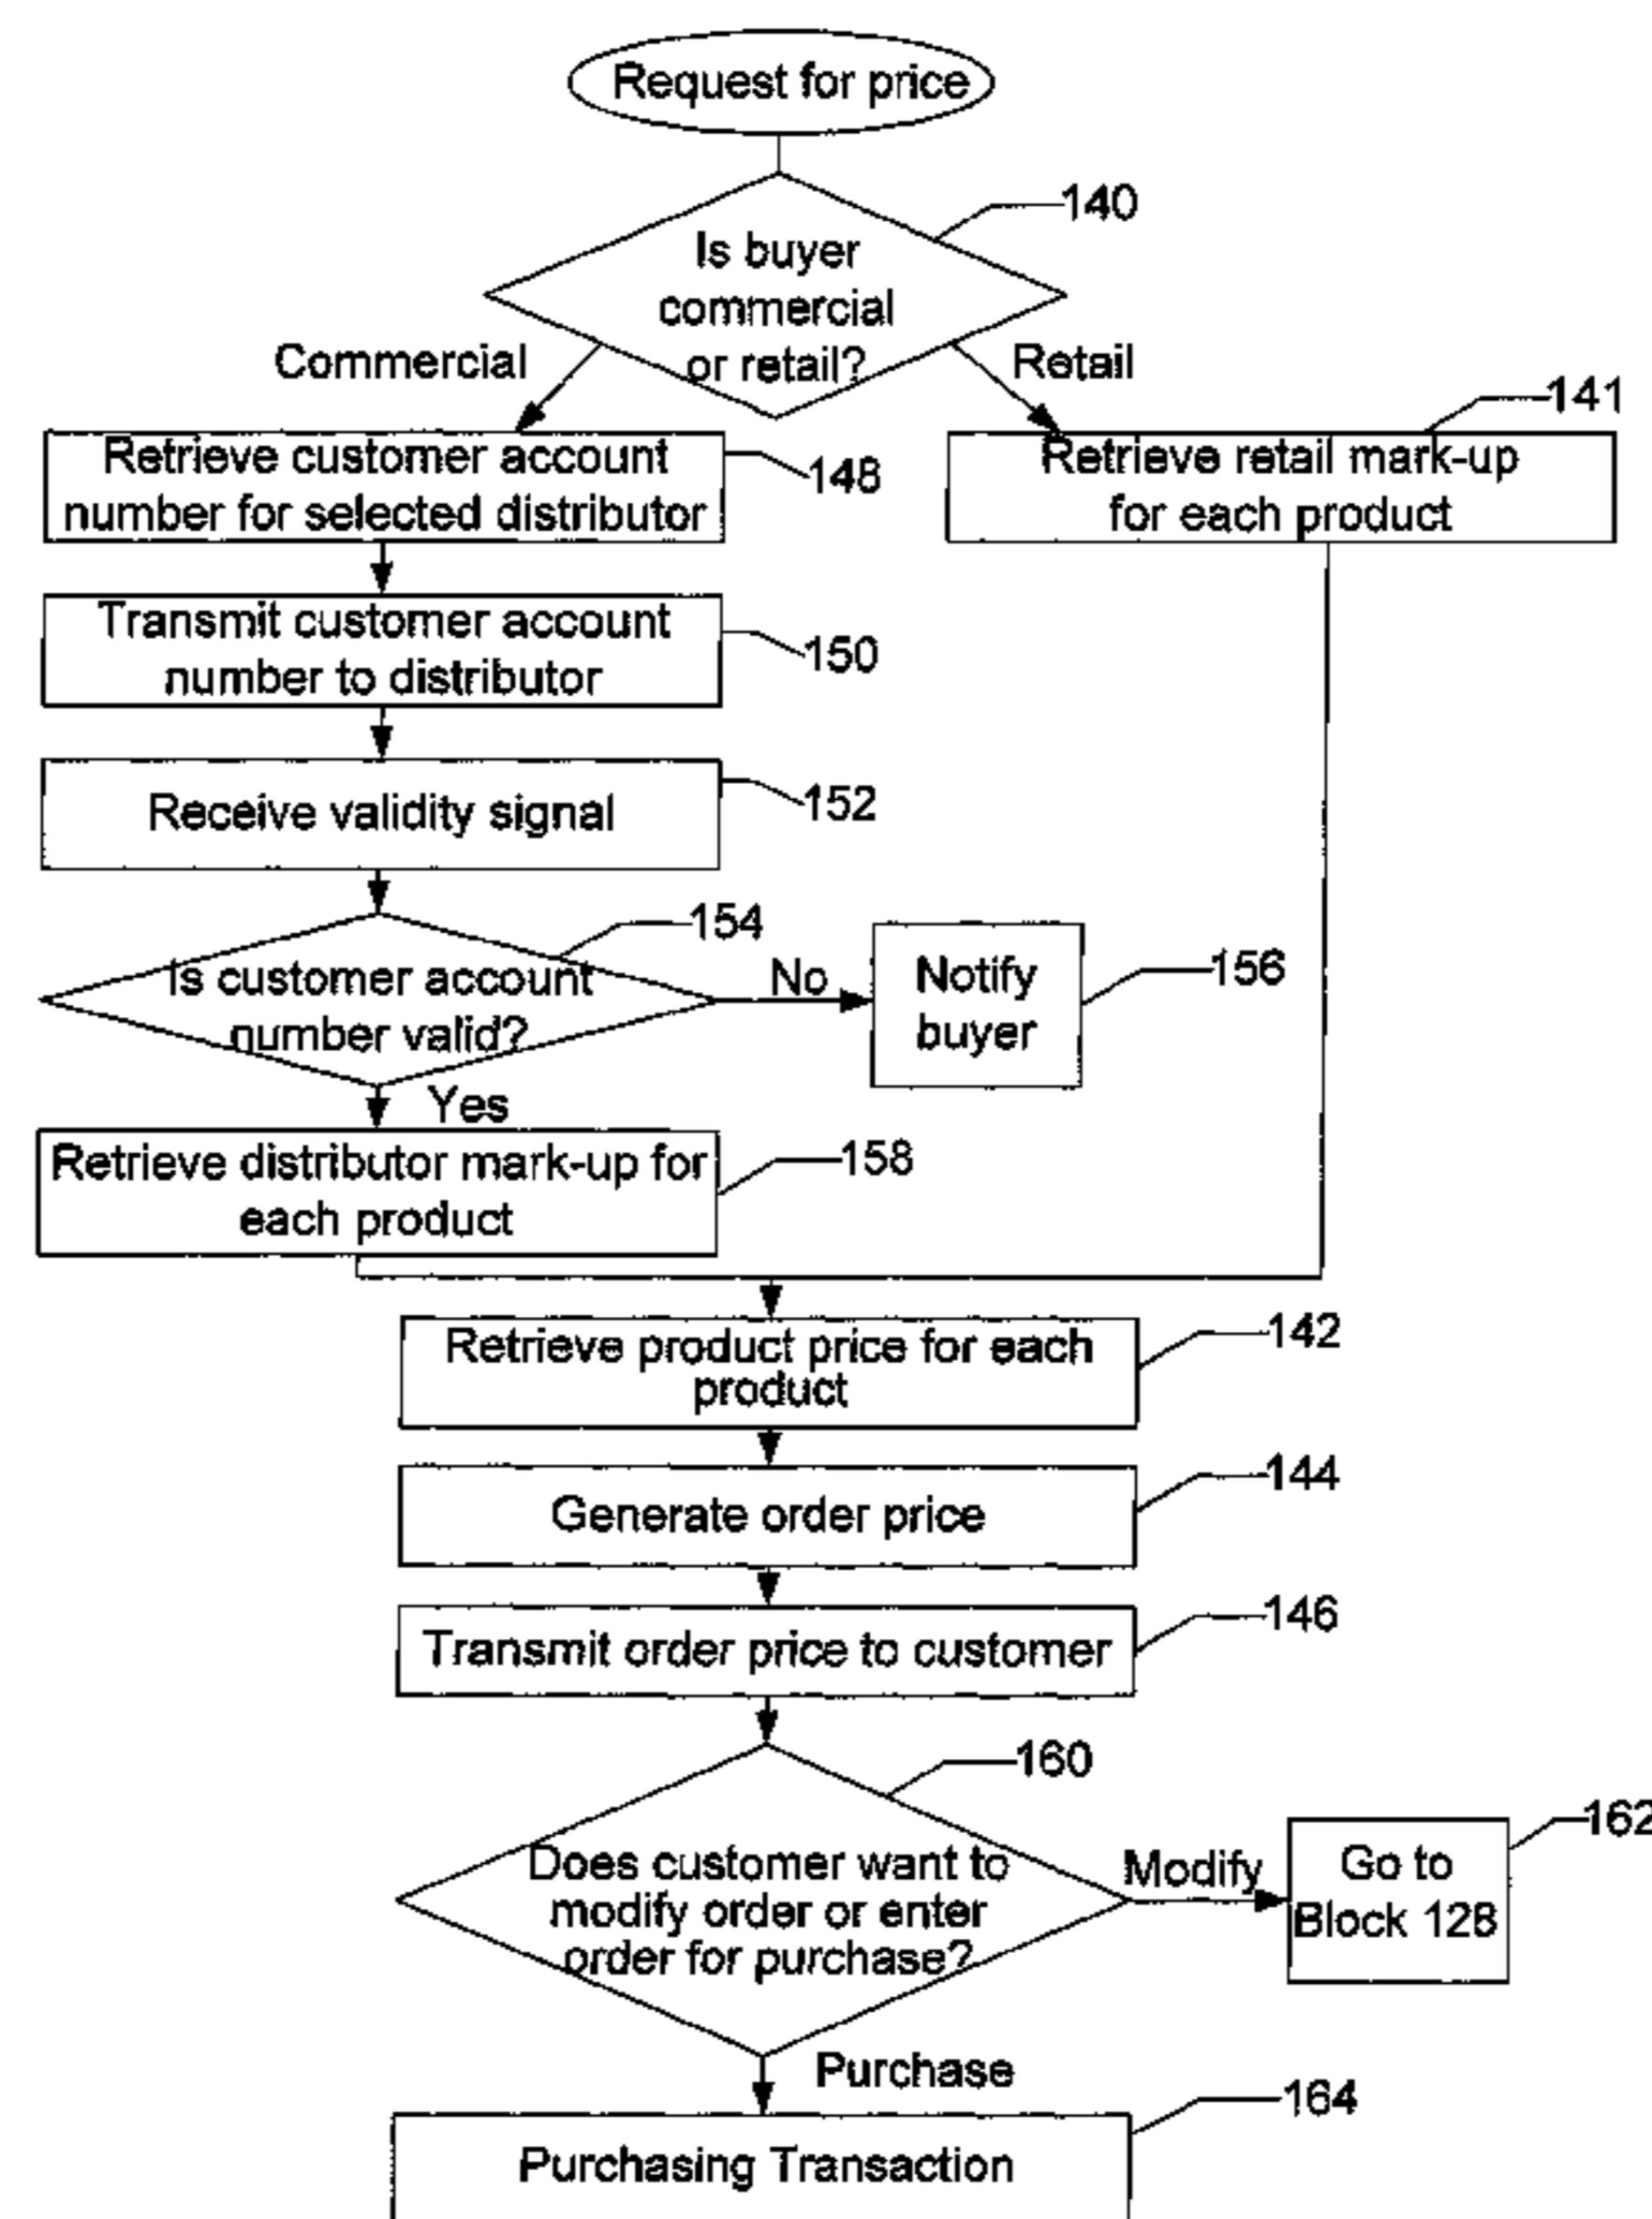 Request for price
140
Is buyer
commercial
or retail?
Commercial
Retail
141
Retrieve customer account
number for selected distributor
148
Retrieve retail mark-up
for each product
Transmit customer account
number to distributor
150
Receive validity signal
152
154
Is customer account
number valid?
No
Notify
buyer
156
Yes
Retrieve distributor mark-up for
each product
158
Retrieve product price for each
product
142
Generate order price
144
Transmit order price to customer
146
160
Does customer want to
modify order or enter
order for purchase?
Modify
Go to
Block 128
162
Purchase
164
Purchasing Transaction